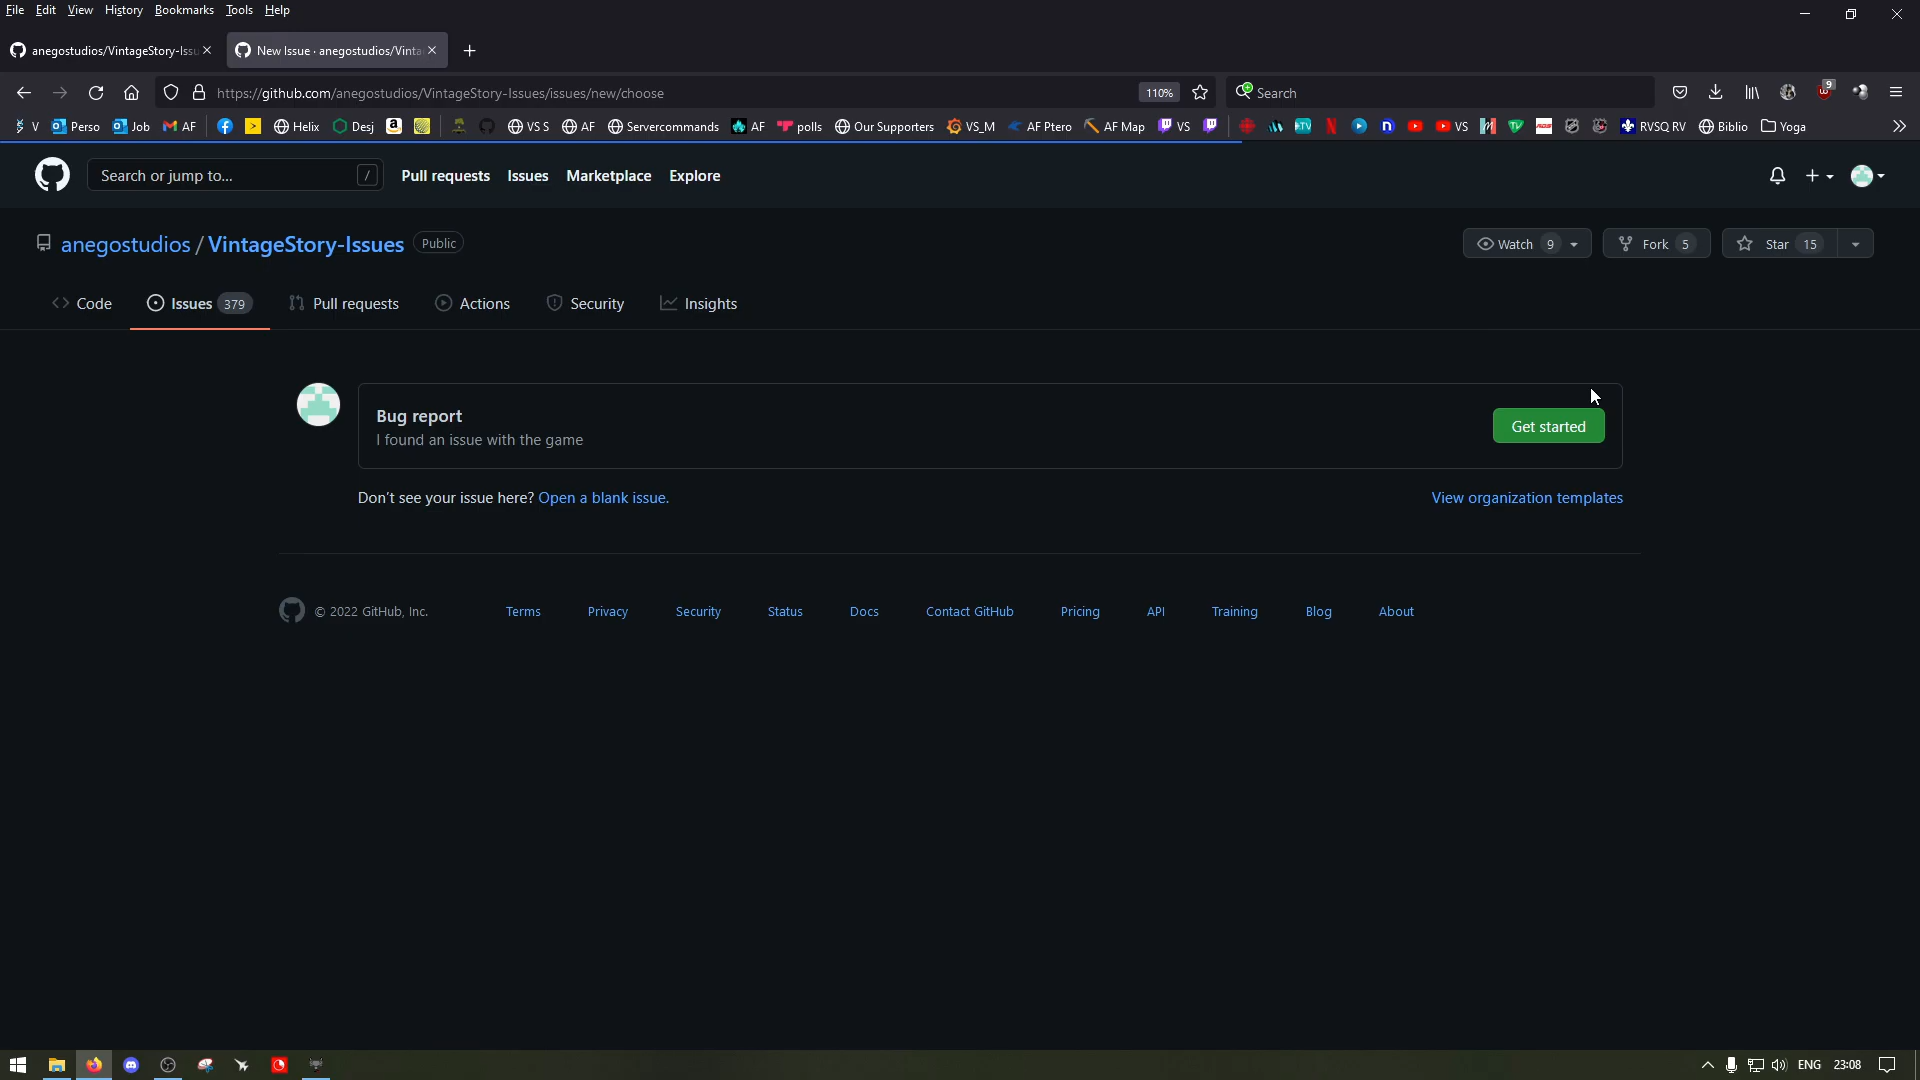 File Edit View History Bookmarks Tools Help
anegostudios/VintageStory-Issu
New Issue · anegostudios/Vinta
https://github.com/anegostudios/VintageStory-Issues/issues/new/choose
110%
Search
9
V Perso Job AF Helix Desj VS S AF Servercommands AF polls Our Supporters VS_M AF Ptero AF Map VS VS RVSQ RV Biblio Yoga
Search or jump to... /
Pull requests Issues Marketplace Explore
anegostudios / VintageStory-Issues Public
Watch 9 Fork 5 Star 15
Code Issues 379 Pull requests Actions Security Insights
Bug report
I found an issue with the game
Get started
Don't see your issue here? Open a blank issue.
View organization templates
© 2022 GitHub, Inc. Terms Privacy Security Status Docs Contact GitHub Pricing API Training Blog About
ENG 23:08